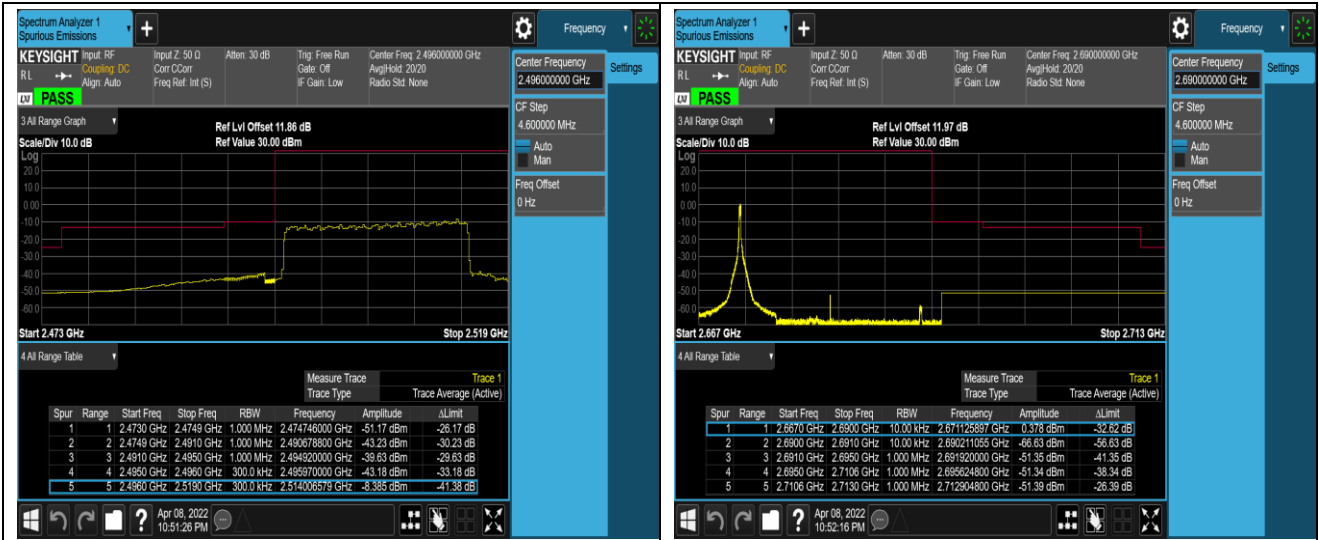 Spectrum Analyzer 1
Spurious Emissions
+
Frequency
KEYSIGHT Input: RF Input Z: 50 Ω Atten: 30 dB Trig: Free Run Center Freq: 2.496000000 GHz
Coupling: DC Corr CCorr Gate: Off Avg|Hold: 20/20
RL Align: Auto Freq Ref: Int (S) IF Gain: Low Radio Std: None
LXI PASS
Center Frequency
2.496000000 GHz
Settings
CF Step
4.600000 MHz
Auto
Man
Freq Offset
0 Hz
3 All Range Graph
Ref Lvl Offset 11.86 dB
Scale/Div 10.0 dB Ref Value 30.00 dBm
Log
20.0
10.0
0.00
-10.0
-20.0
-30.0
-40.0
-50.0
-60.0
Start 2.473 GHz Stop 2.519 GHz
4 All Range Table
Measure Trace Trace 1
Trace Type Trace Average (Active)
Spur Range Start Freq Stop Freq RBW Frequency Amplitude ΔLimit
1 1 2.4730 GHz 2.4749 GHz 1.000 MHz 2.474746000 GHz -51.17 dBm -26.17 dB
2 2 2.4749 GHz 2.4910 GHz 1.000 MHz 2.490678800 GHz -43.23 dBm -30.23 dB
3 3 2.4910 GHz 2.4950 GHz 1.000 MHz 2.494920000 GHz -39.63 dBm -29.63 dB
4 4 2.4950 GHz 2.4960 GHz 300.0 kHz 2.495970000 GHz -43.18 dBm -33.18 dB
5 5 2.4960 GHz 2.5190 GHz 300.0 kHz 2.514006579 GHz -8.385 dBm -41.38 dB
?
Apr 08, 2022
10:51:26 PM
Spectrum Analyzer 1
Spurious Emissions
+
Frequency
KEYSIGHT Input: RF Input Z: 50 Ω Atten: 30 dB Trig: Free Run Center Freq: 2.690000000 GHz
Coupling: DC Corr CCorr Gate: Off Avg|Hold: 20/20
RL Align: Auto Freq Ref: Int (S) IF Gain: Low Radio Std: None
LXI PASS
Center Frequency
2.690000000 GHz
Settings
CF Step
4.600000 MHz
Auto
Man
Freq Offset
0 Hz
3 All Range Graph
Ref Lvl Offset 11.97 dB
Scale/Div 10.0 dB Ref Value 30.00 dBm
Log
20.0
10.0
0.00
-10.0
-20.0
-30.0
-40.0
-50.0
-60.0
Start 2.667 GHz Stop 2.713 GHz
4 All Range Table
Measure Trace Trace 1
Trace Type Trace Average (Active)
Spur Range Start Freq Stop Freq RBW Frequency Amplitude ΔLimit
1 1 2.6670 GHz 2.6900 GHz 10.00 kHz 2.671125897 GHz 0.378 dBm -32.62 dB
2 2 2.6900 GHz 2.6910 GHz 10.00 kHz 2.690211055 GHz -66.63 dBm -56.63 dB
3 3 2.6910 GHz 2.6950 GHz 1.000 MHz 2.691920000 GHz -51.35 dBm -41.35 dB
4 4 2.6950 GHz 2.7106 GHz 1.000 MHz 2.695624800 GHz -51.34 dBm -38.34 dB
5 5 2.7106 GHz 2.7130 GHz 1.000 MHz 2.712904800 GHz -51.39 dBm -26.39 dB
?
Apr 08, 2022
10:52:16 PM